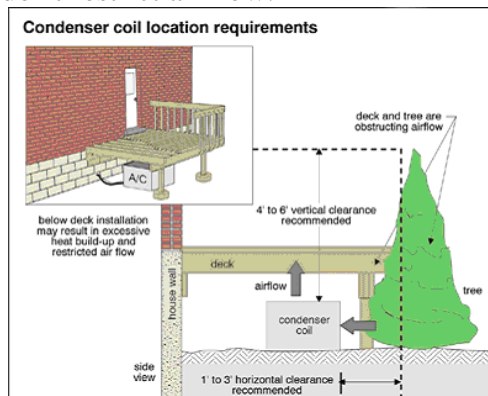 Condenser coil location requirements
A/C
below deck installation
may result in excessive
heat build-up and
restricted air flow
deck and tree are
obstructing airflow
4' to 6' vertical clearance
recommended
deck
airflow
house wall
tree
condenser
coil
side
view
1' to 3' horizontal clearance
recommended